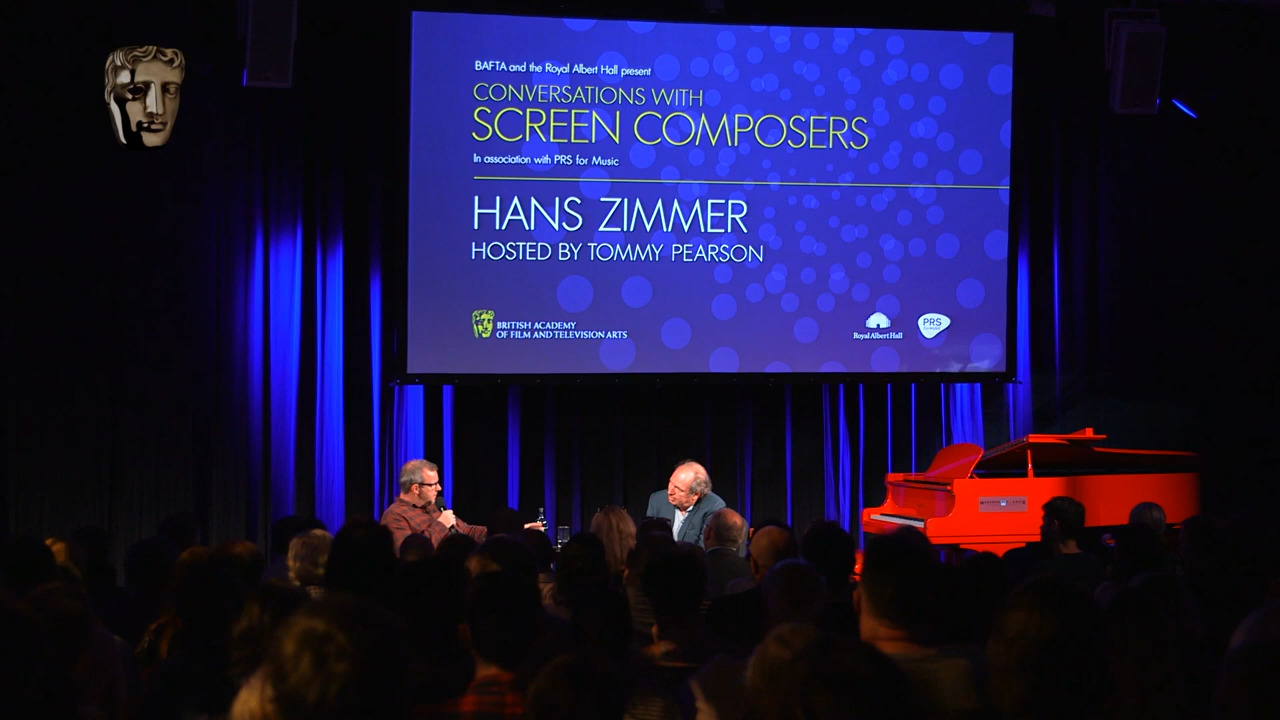 BAFTA and the Royal Albert Hall present
CONVERSATIONS WITH
SCREEN COMPOSERS
In association with PRS for Music
HANS ZIMMER
HOSTED BY TOMMY PEARSON
BRITISH ACADEMY
OF FILM AND TELEVISION ARTS
Royal Albert Hall
PRS